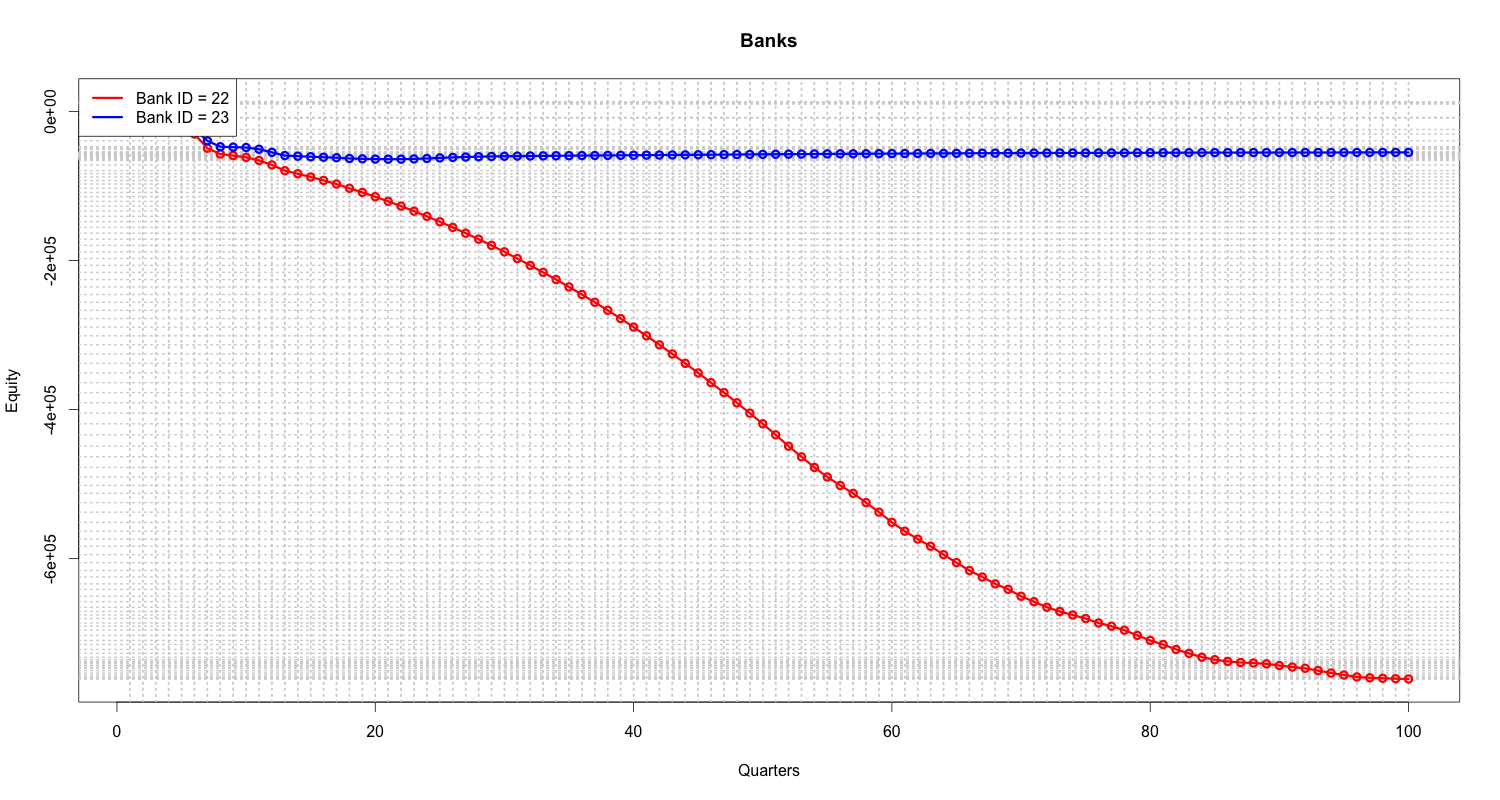 Banks
Bank ID = 22
Bank ID = 23
0e+00
-2e+05
-4e+05
-6e+05
Equity
0 20 40 60 80 100
Quarters